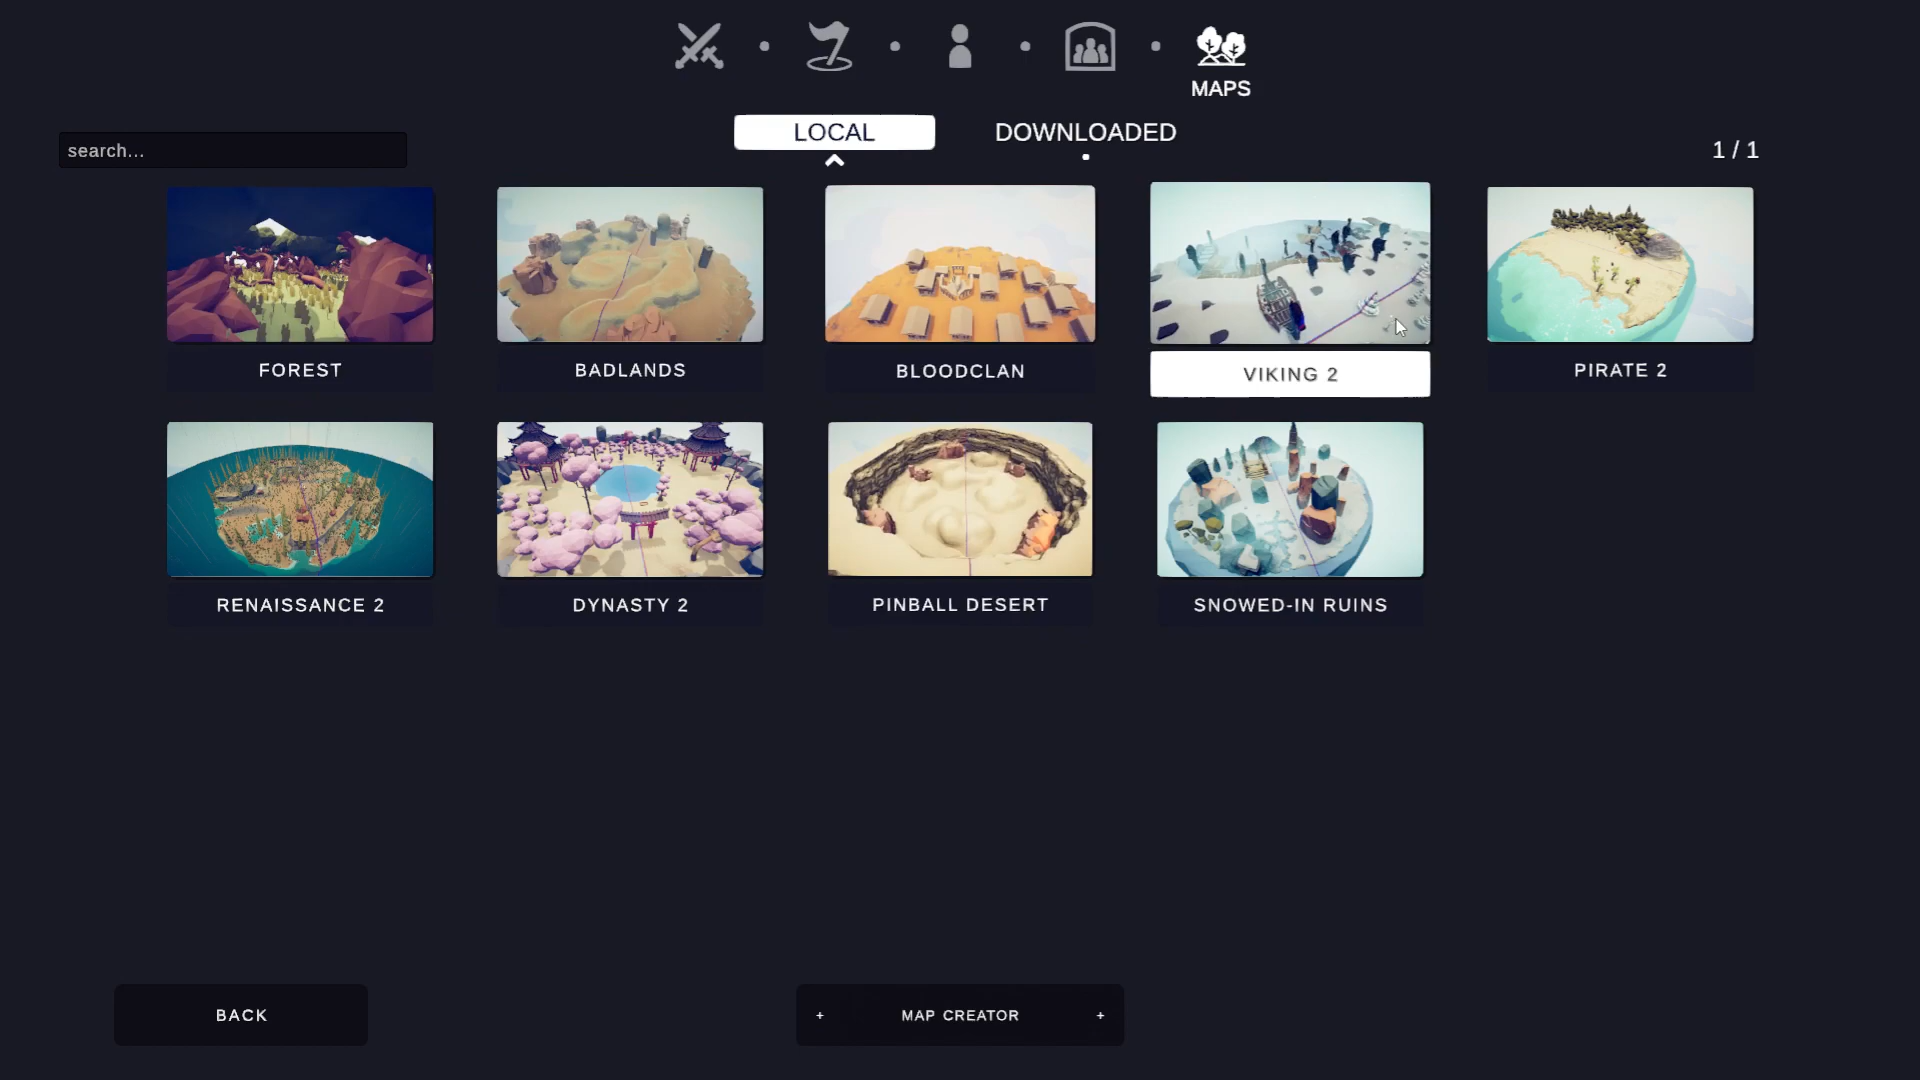 MAPS
LOCAL
DOWNLOADED
search...
1 / 1
FOREST
BADLANDS
BLOODCLAN
VIKING 2
PIRATE 2
RENAISSANCE 2
DYNASTY 2
PINBALL DESERT
SNOWED-IN RUINS
BACK
+ MAP CREATOR +